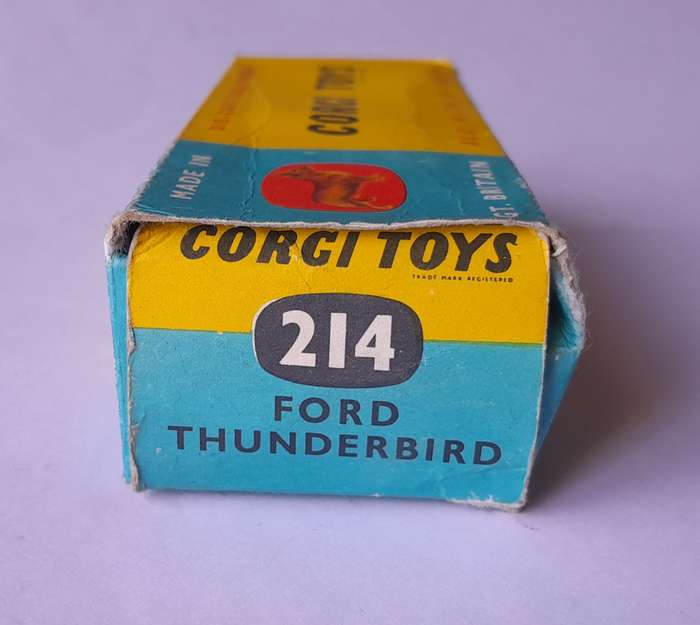 CORGI TOYS
MADE IN
GT. BRITAIN
CORGI TOYS
TRADE MARK REGISTERED
214
FORD
THUNDERBIRD